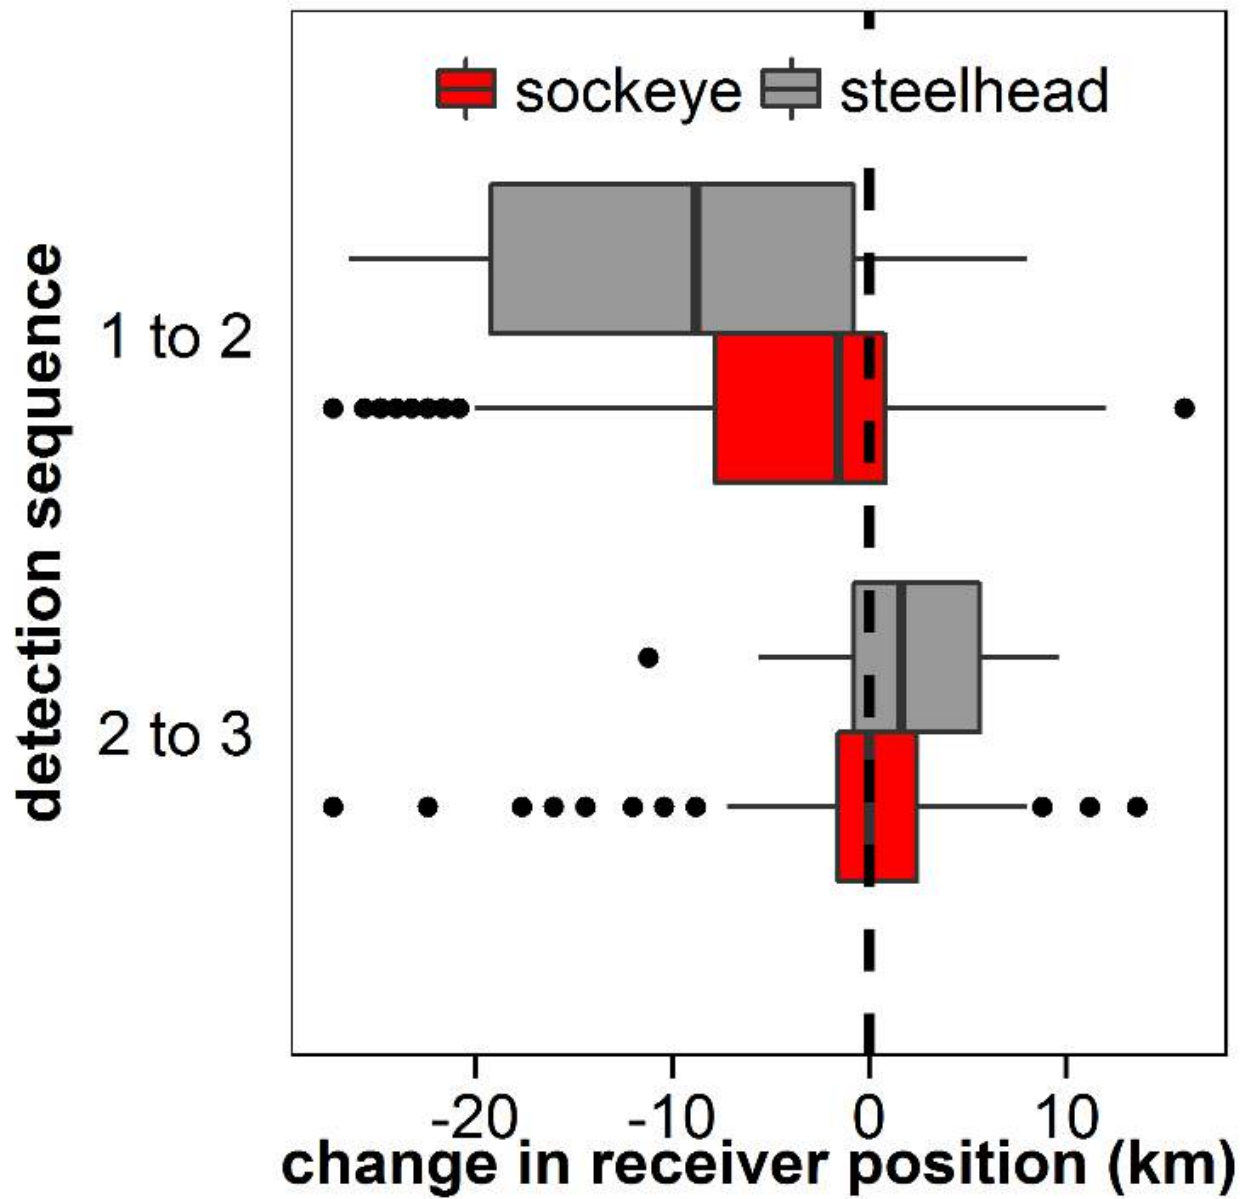 sockeye steelhead
detection sequence
1 to 2
2 to 3
-20 -10 0 10
change in receiver position (km)